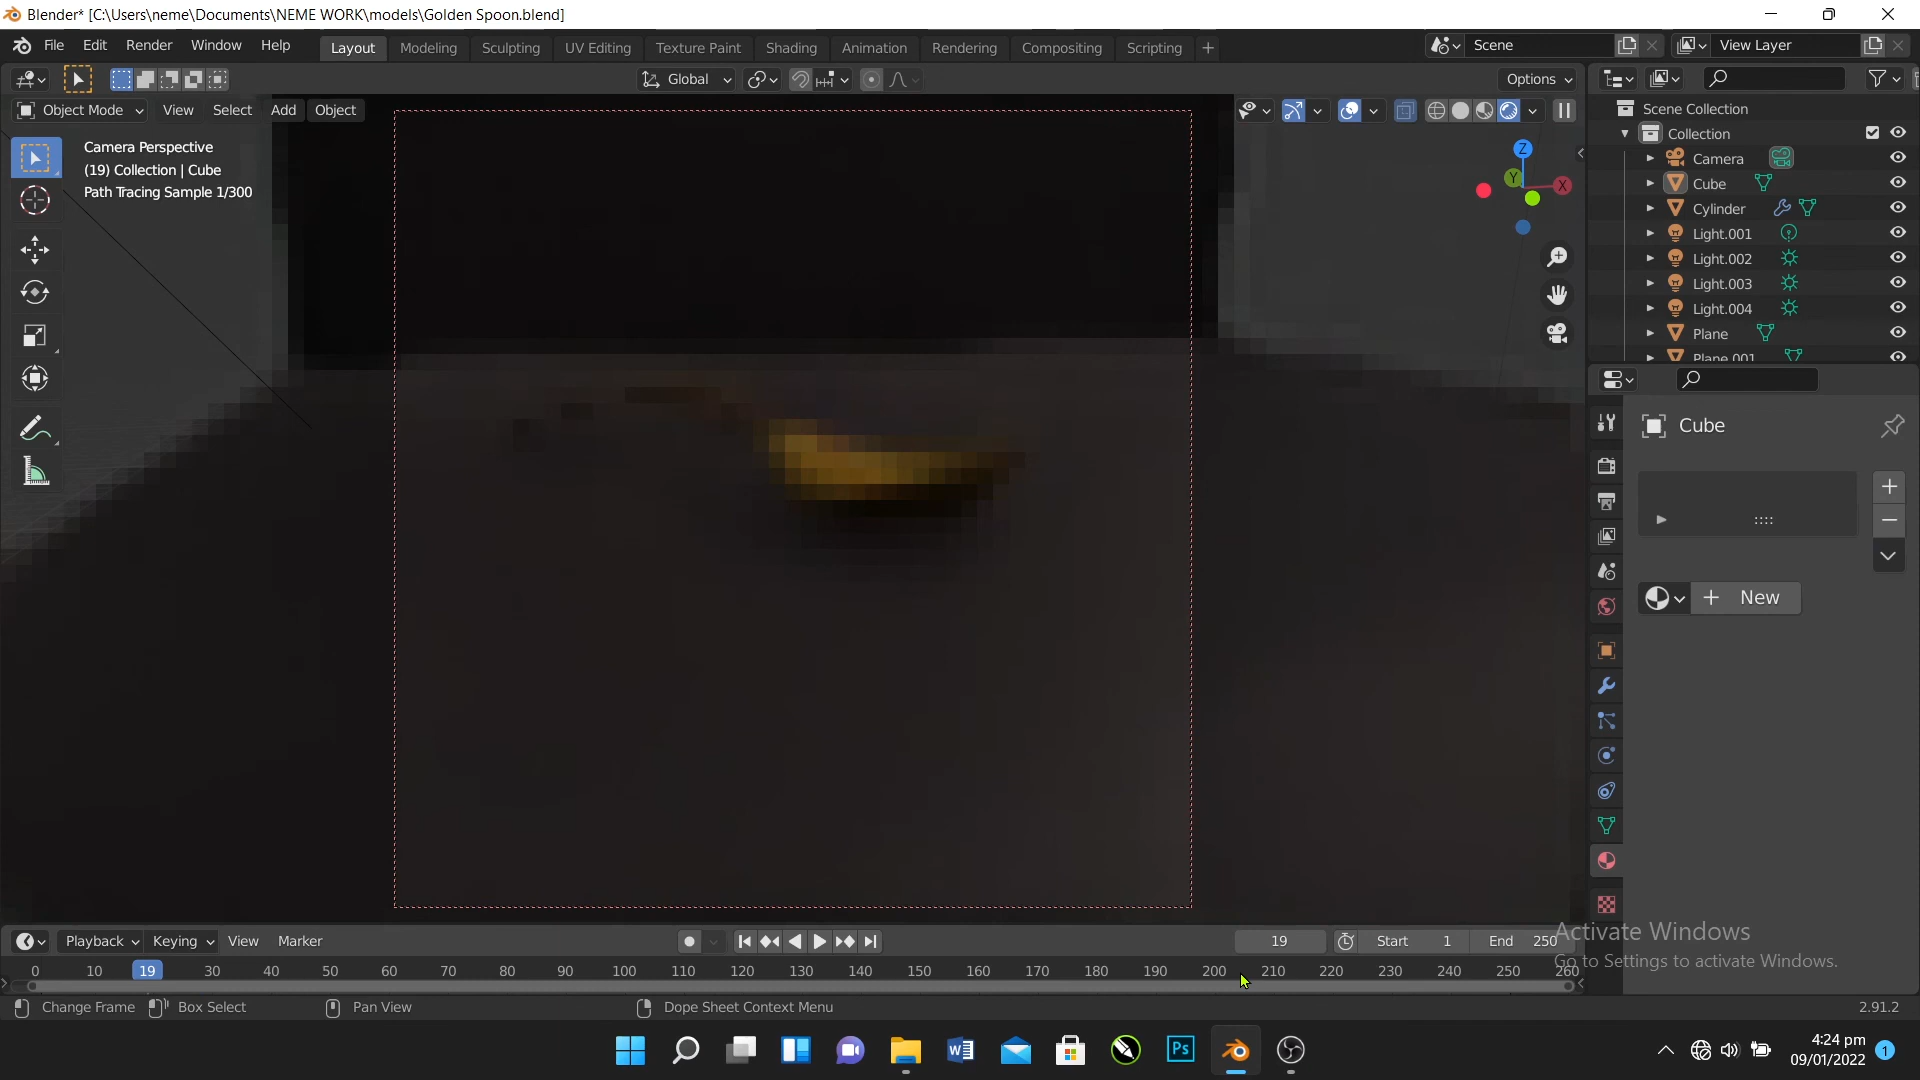 Blender* [C:\Users\neme\Documents\NEME WORK\models\Golden Spoon.blend]
File Edit Render Window Help Layout Modeling Sculpting UV Editing Texture Paint Shading Animation Rendering Compositing Scripting + Scene View Layer
Global Options
Object Mode View Select Add Object
Camera Perspective
(19) Collection | Cube
Path Tracing Sample 1/300
Z
Y X
Scene Collection
Collection
Camera
Cube
Cylinder
Light.001
Light.002
Light.003
Light.004
Plane
Plane.001
Cube
New
Playback Keying View Marker 19 Start 1 End 250
0 10 19 30 40 50 60 70 80 90 100 110 120 130 140 150 160 170 180 190 200 210 220 230 240 250 260
Activate Windows
Go to Settings to activate Windows.
Change Frame Box Select Pan View Dope Sheet Context Menu 2.91.2
W Ps
4:24 pm
09/01/2022 1